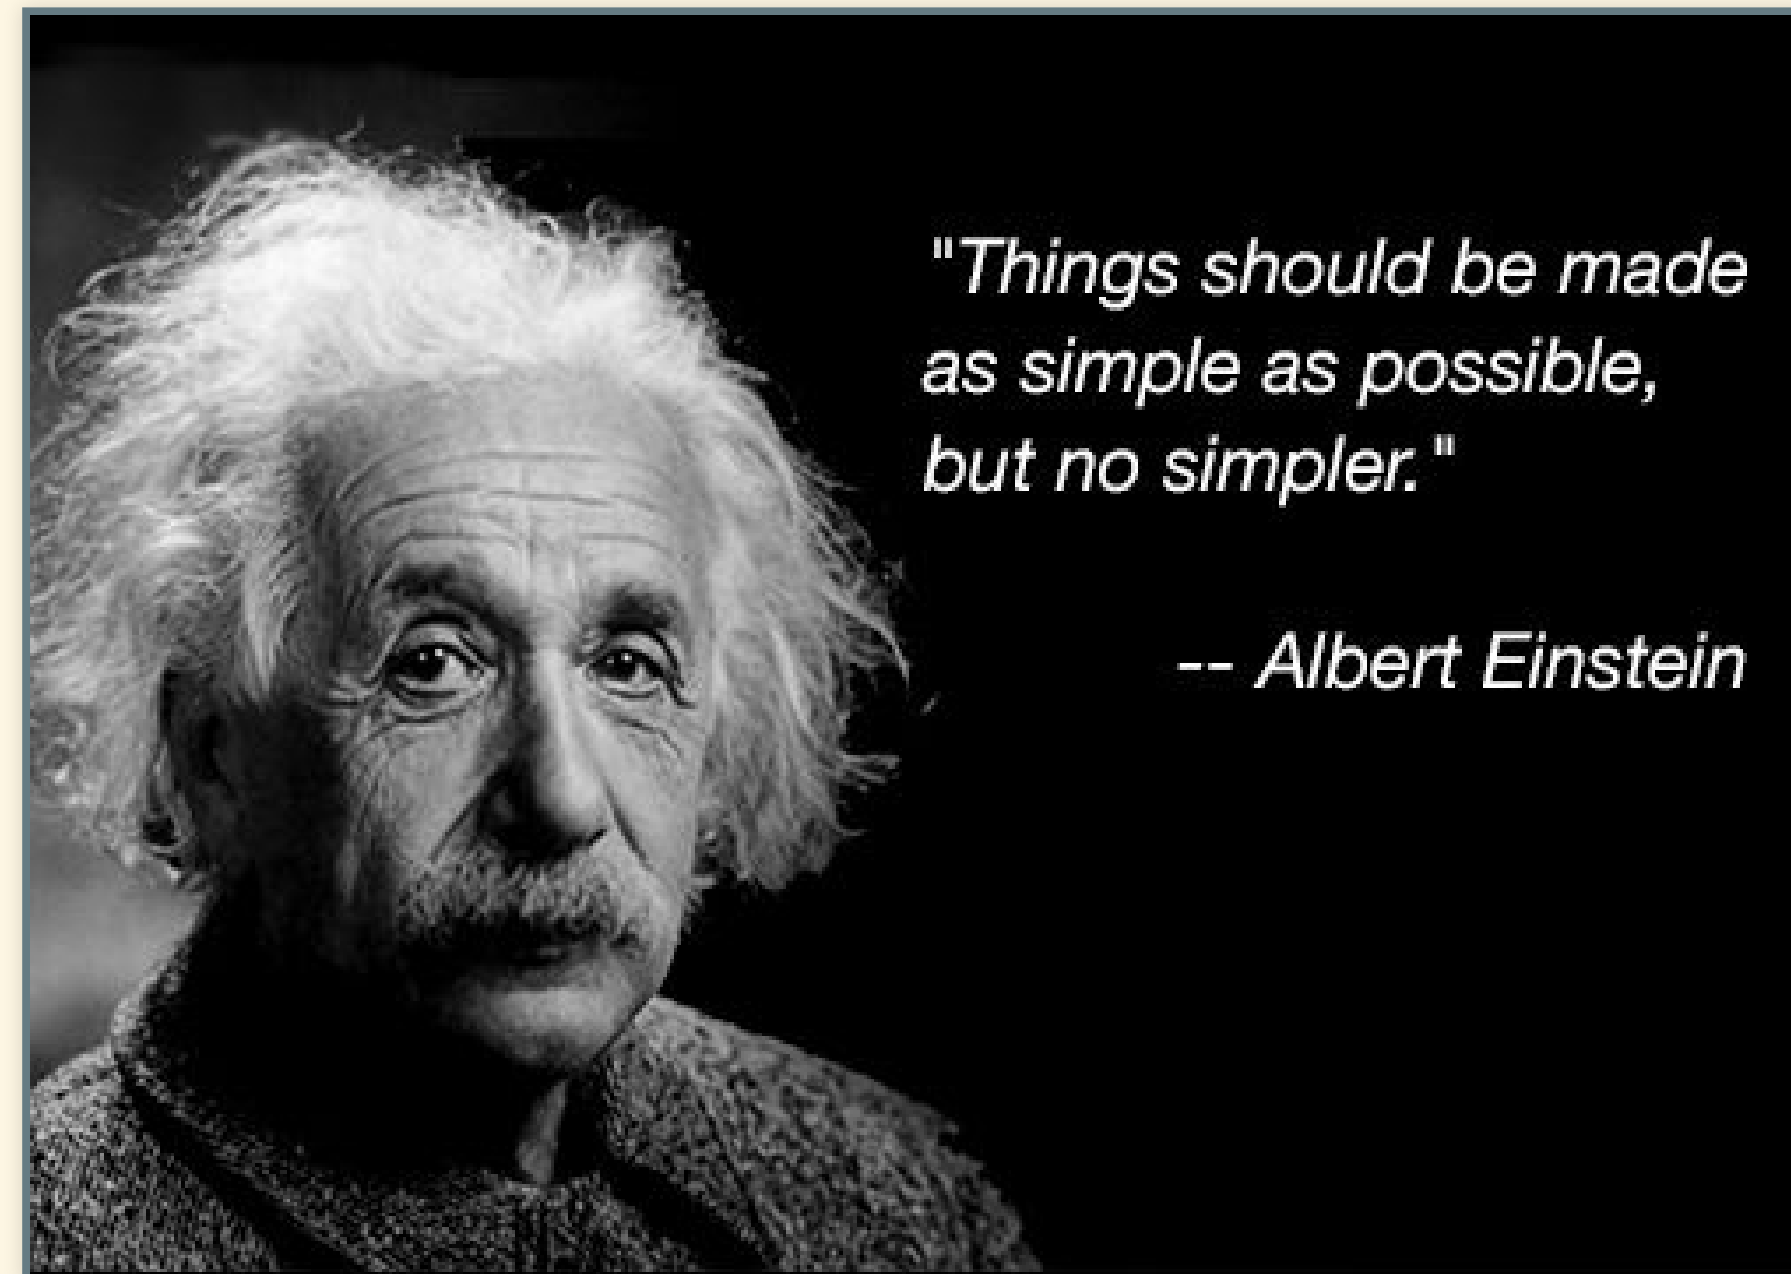 "Things should be made
as simple as possible,
but no simpler."
-- Albert Einstein